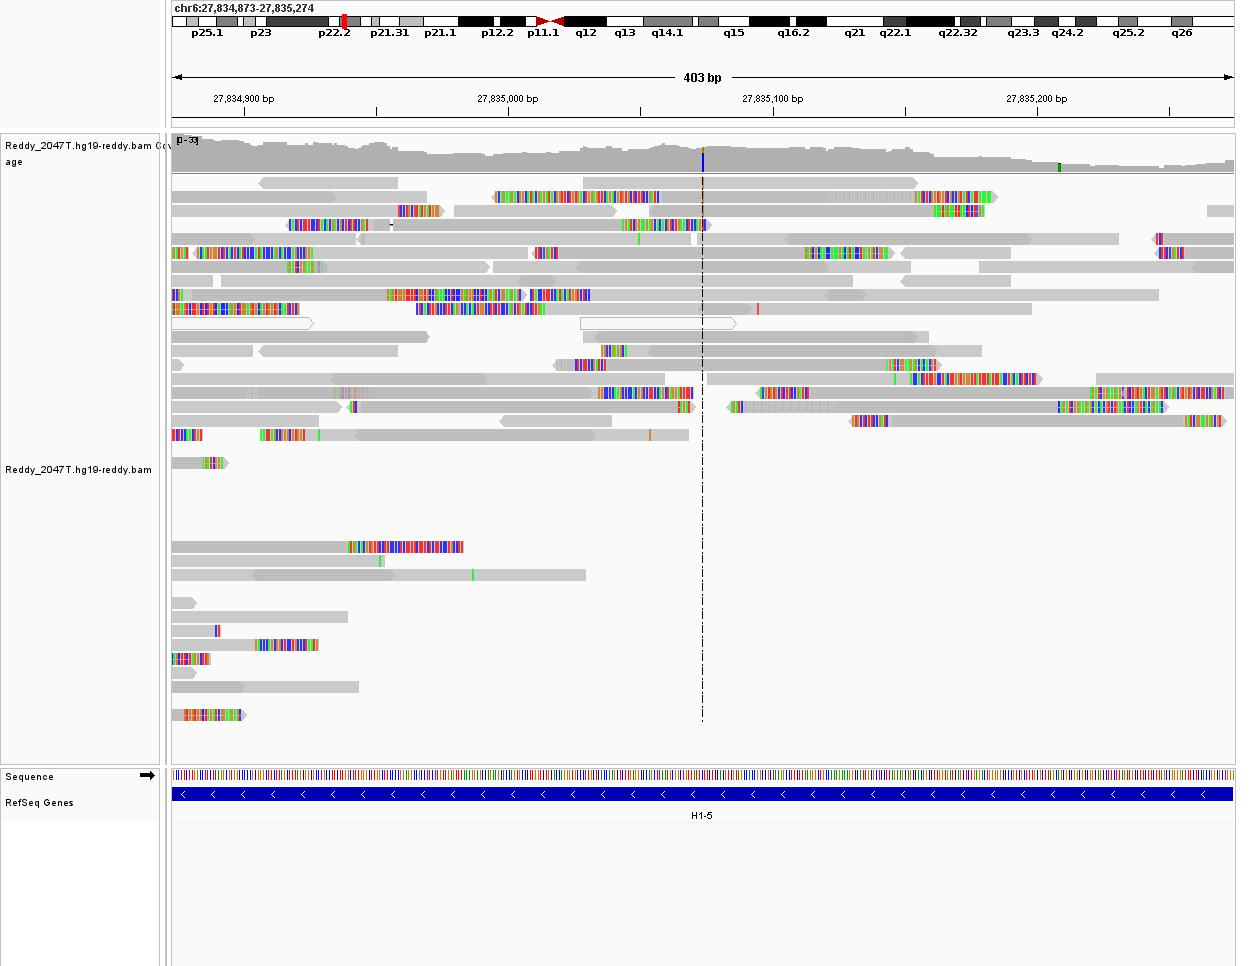 chr6:27,834,873-27,835,274
p25.1 p23 p22.2 p21.31 p21.1 p12.2 p11.1 q12 q13 q14.1 q15 q16.2 q21 q22.1 q22.32 q23.3 q24.2 q25.2 q26
403 bp
27,834,900 bp 27,835,000 bp 27,835,100 bp 27,835,200 bp
[0 - 33]
Reddy_2047T.hg19-reddy.bam Cov
age
Reddy_2047T.hg19-reddy.bam
Sequence
RefSeq Genes
H1-5